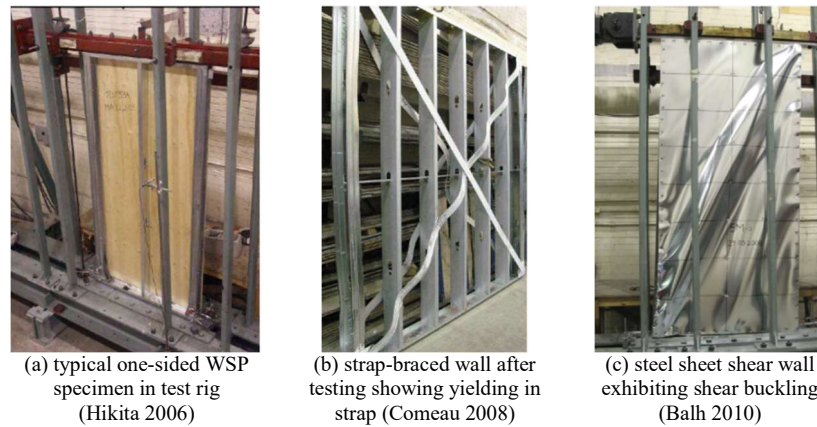 (a) typical one-sided WSP
specimen in test rig
(Hikita 2006)
(b) strap-braced wall after
testing showing yielding in
strap (Comeau 2008)
(c) steel sheet shear wall
exhibiting shear buckling
(Balh 2010)